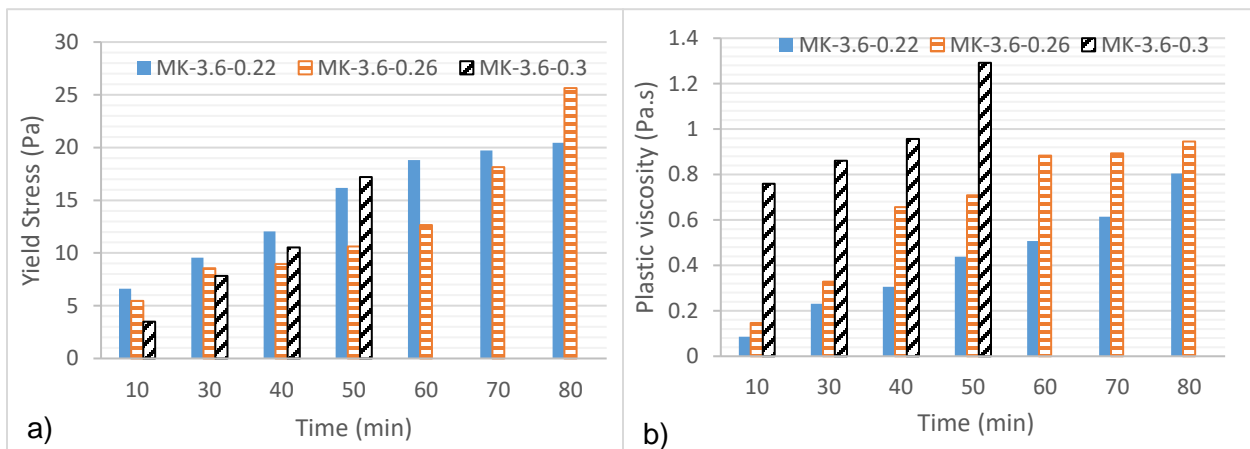 30
25
20
15
10
5
0
Yield Stress (Pa)
MK-3.6-0.22 MK-3.6-0.26 MK-3.6-0.3
10 30 40 50 60 70 80
Time (min)
a)
1.4
1.2
1
0.8
0.6
0.4
0.2
0
Plastic viscosity (Pa.s)
MK-3.6-0.22 MK-3.6-0.26 MK-3.6-0.3
10 30 40 50 60 70 80
Time (min)
b)